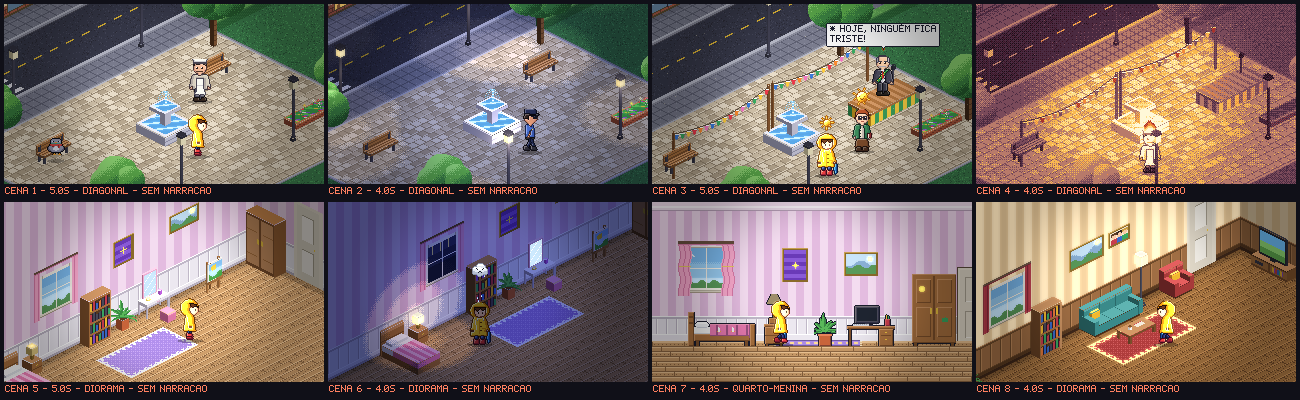 * HOJE, NINGUÉM FICA
TRISTE!
CENA 1 - 5.0S - DIAGONAL - SEM NARRACAO
CENA 2 - 4.0S - DIAGONAL - SEM NARRACAO
CENA 3 - 5.0S - DIAGONAL - SEM NARRACAO
CENA 4 - 4.0S - DIAGONAL - SEM NARRACAO
CENA 5 - 5.0S - DIORAMA - SEM NARRACAO
CENA 6 - 4.0S - DIORAMA - SEM NARRACAO
CENA 7 - 4.0S - QUARTO-MENINA - SEM NARRACAO
CENA 8 - 4.0S - DIORAMA - SEM NARRACAO